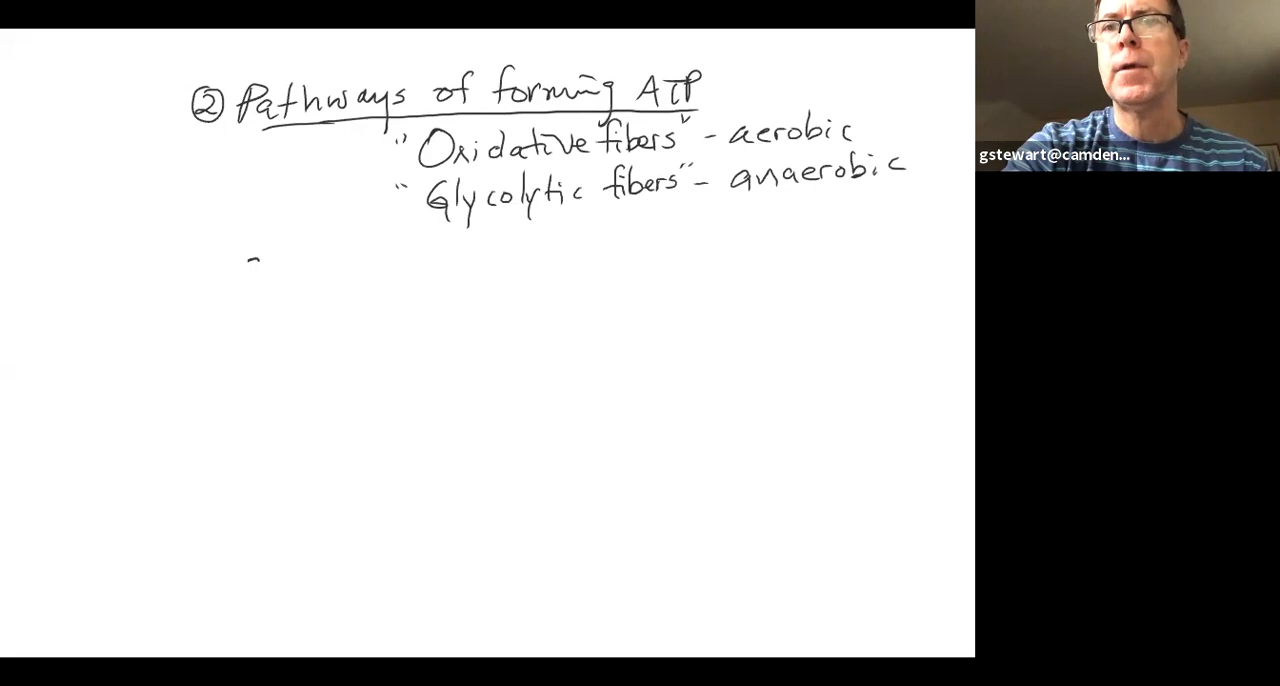 ② Pathways of forming ATP
"Oxidative fibers" - aerobic
"Glycolytic fibers" - anaerobic
-
gstewart@camden...